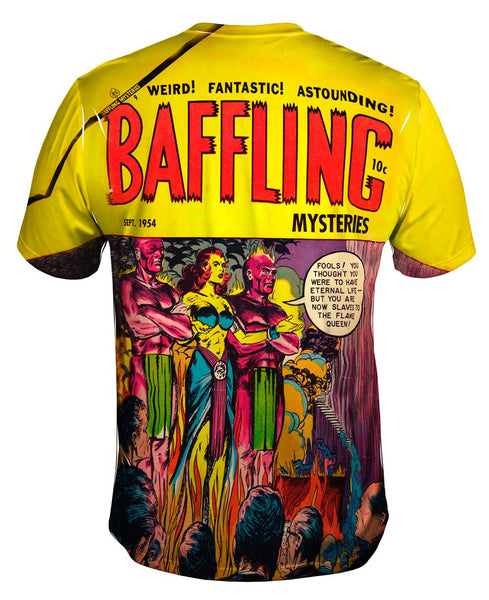 WEIRD! FANTASTIC! ASTOUNDING!
BAFFLING
10c
SEPT. 1954
MYSTERIES
FOOLS! YOU
THOUGHT YOU
WERE TO HAVE
ETERNAL LIFE—
BUT YOU ARE
NOW SLAVES TO
THE FLAME
QUEEN!